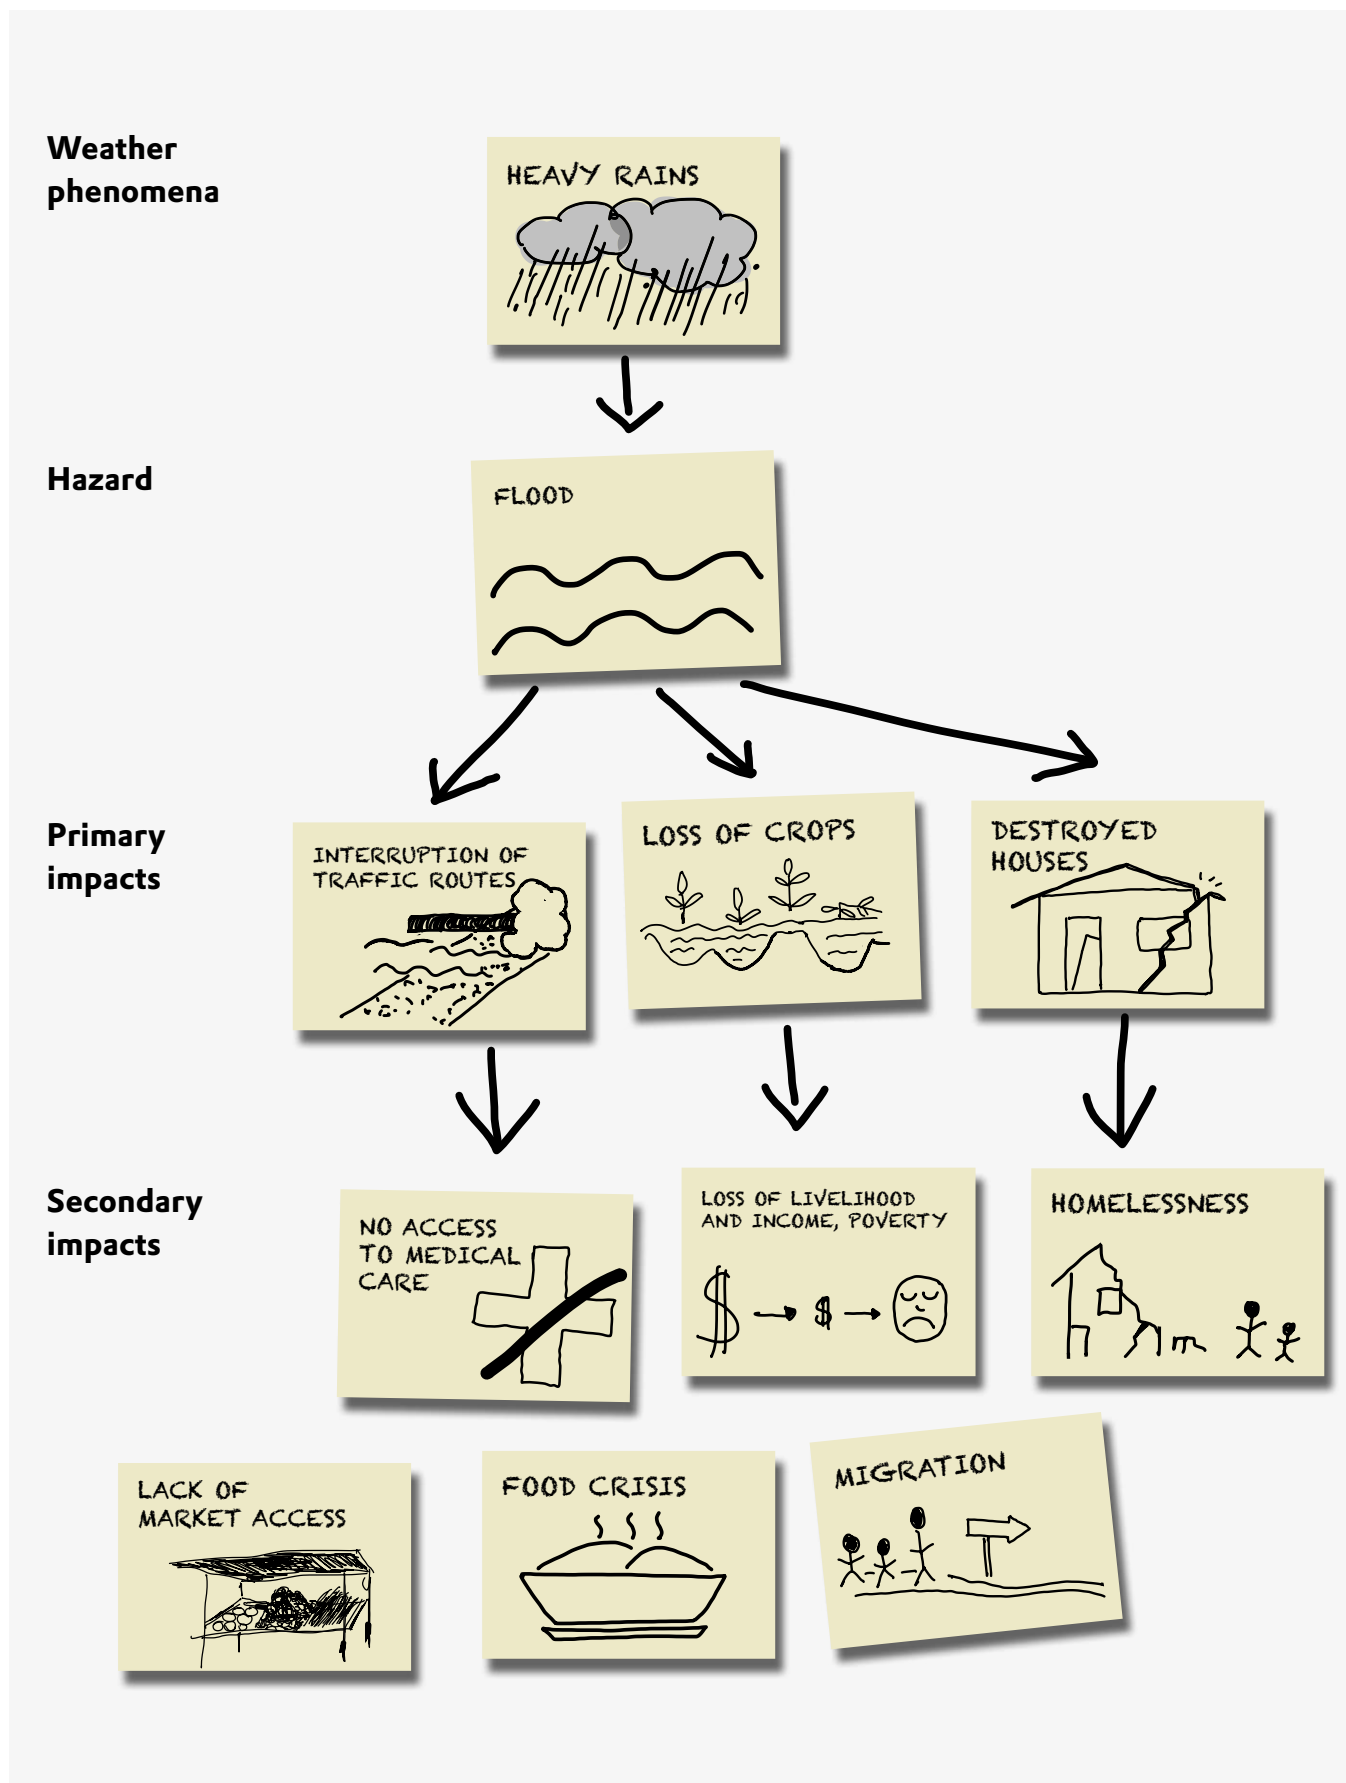 Weather
phenomena
HEAVY RAINS
Hazard
FLOOD
Primary
impacts
INTERRUPTION OF
TRAFFIC ROUTES
LOSS OF CROPS
DESTROYED
HOUSES
Secondary
impacts
NO ACCESS
TO MEDICAL
CARE
LOSS OF LIVELIHOOD
AND INCOME, POVERTY
$ $
HOMELESSNESS
LACK OF
MARKET ACCESS
FOOD CRISIS
MIGRATION